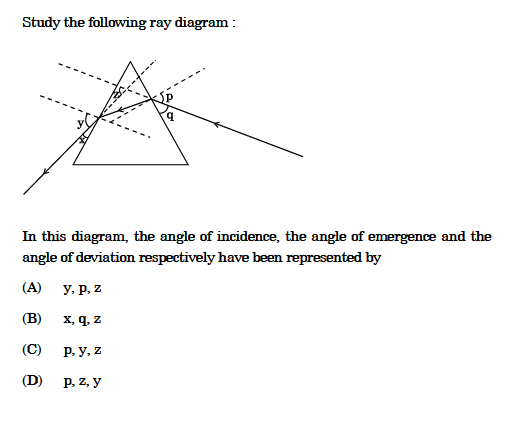 Study the following ray diagram :
z
p
q
y
x
In this diagram, the angle of incidence, the angle of emergence and the
angle of deviation respectively have been represented by
(A) y, p, z
(B) x, q, z
(C) p, y, z
(D) p, z, y